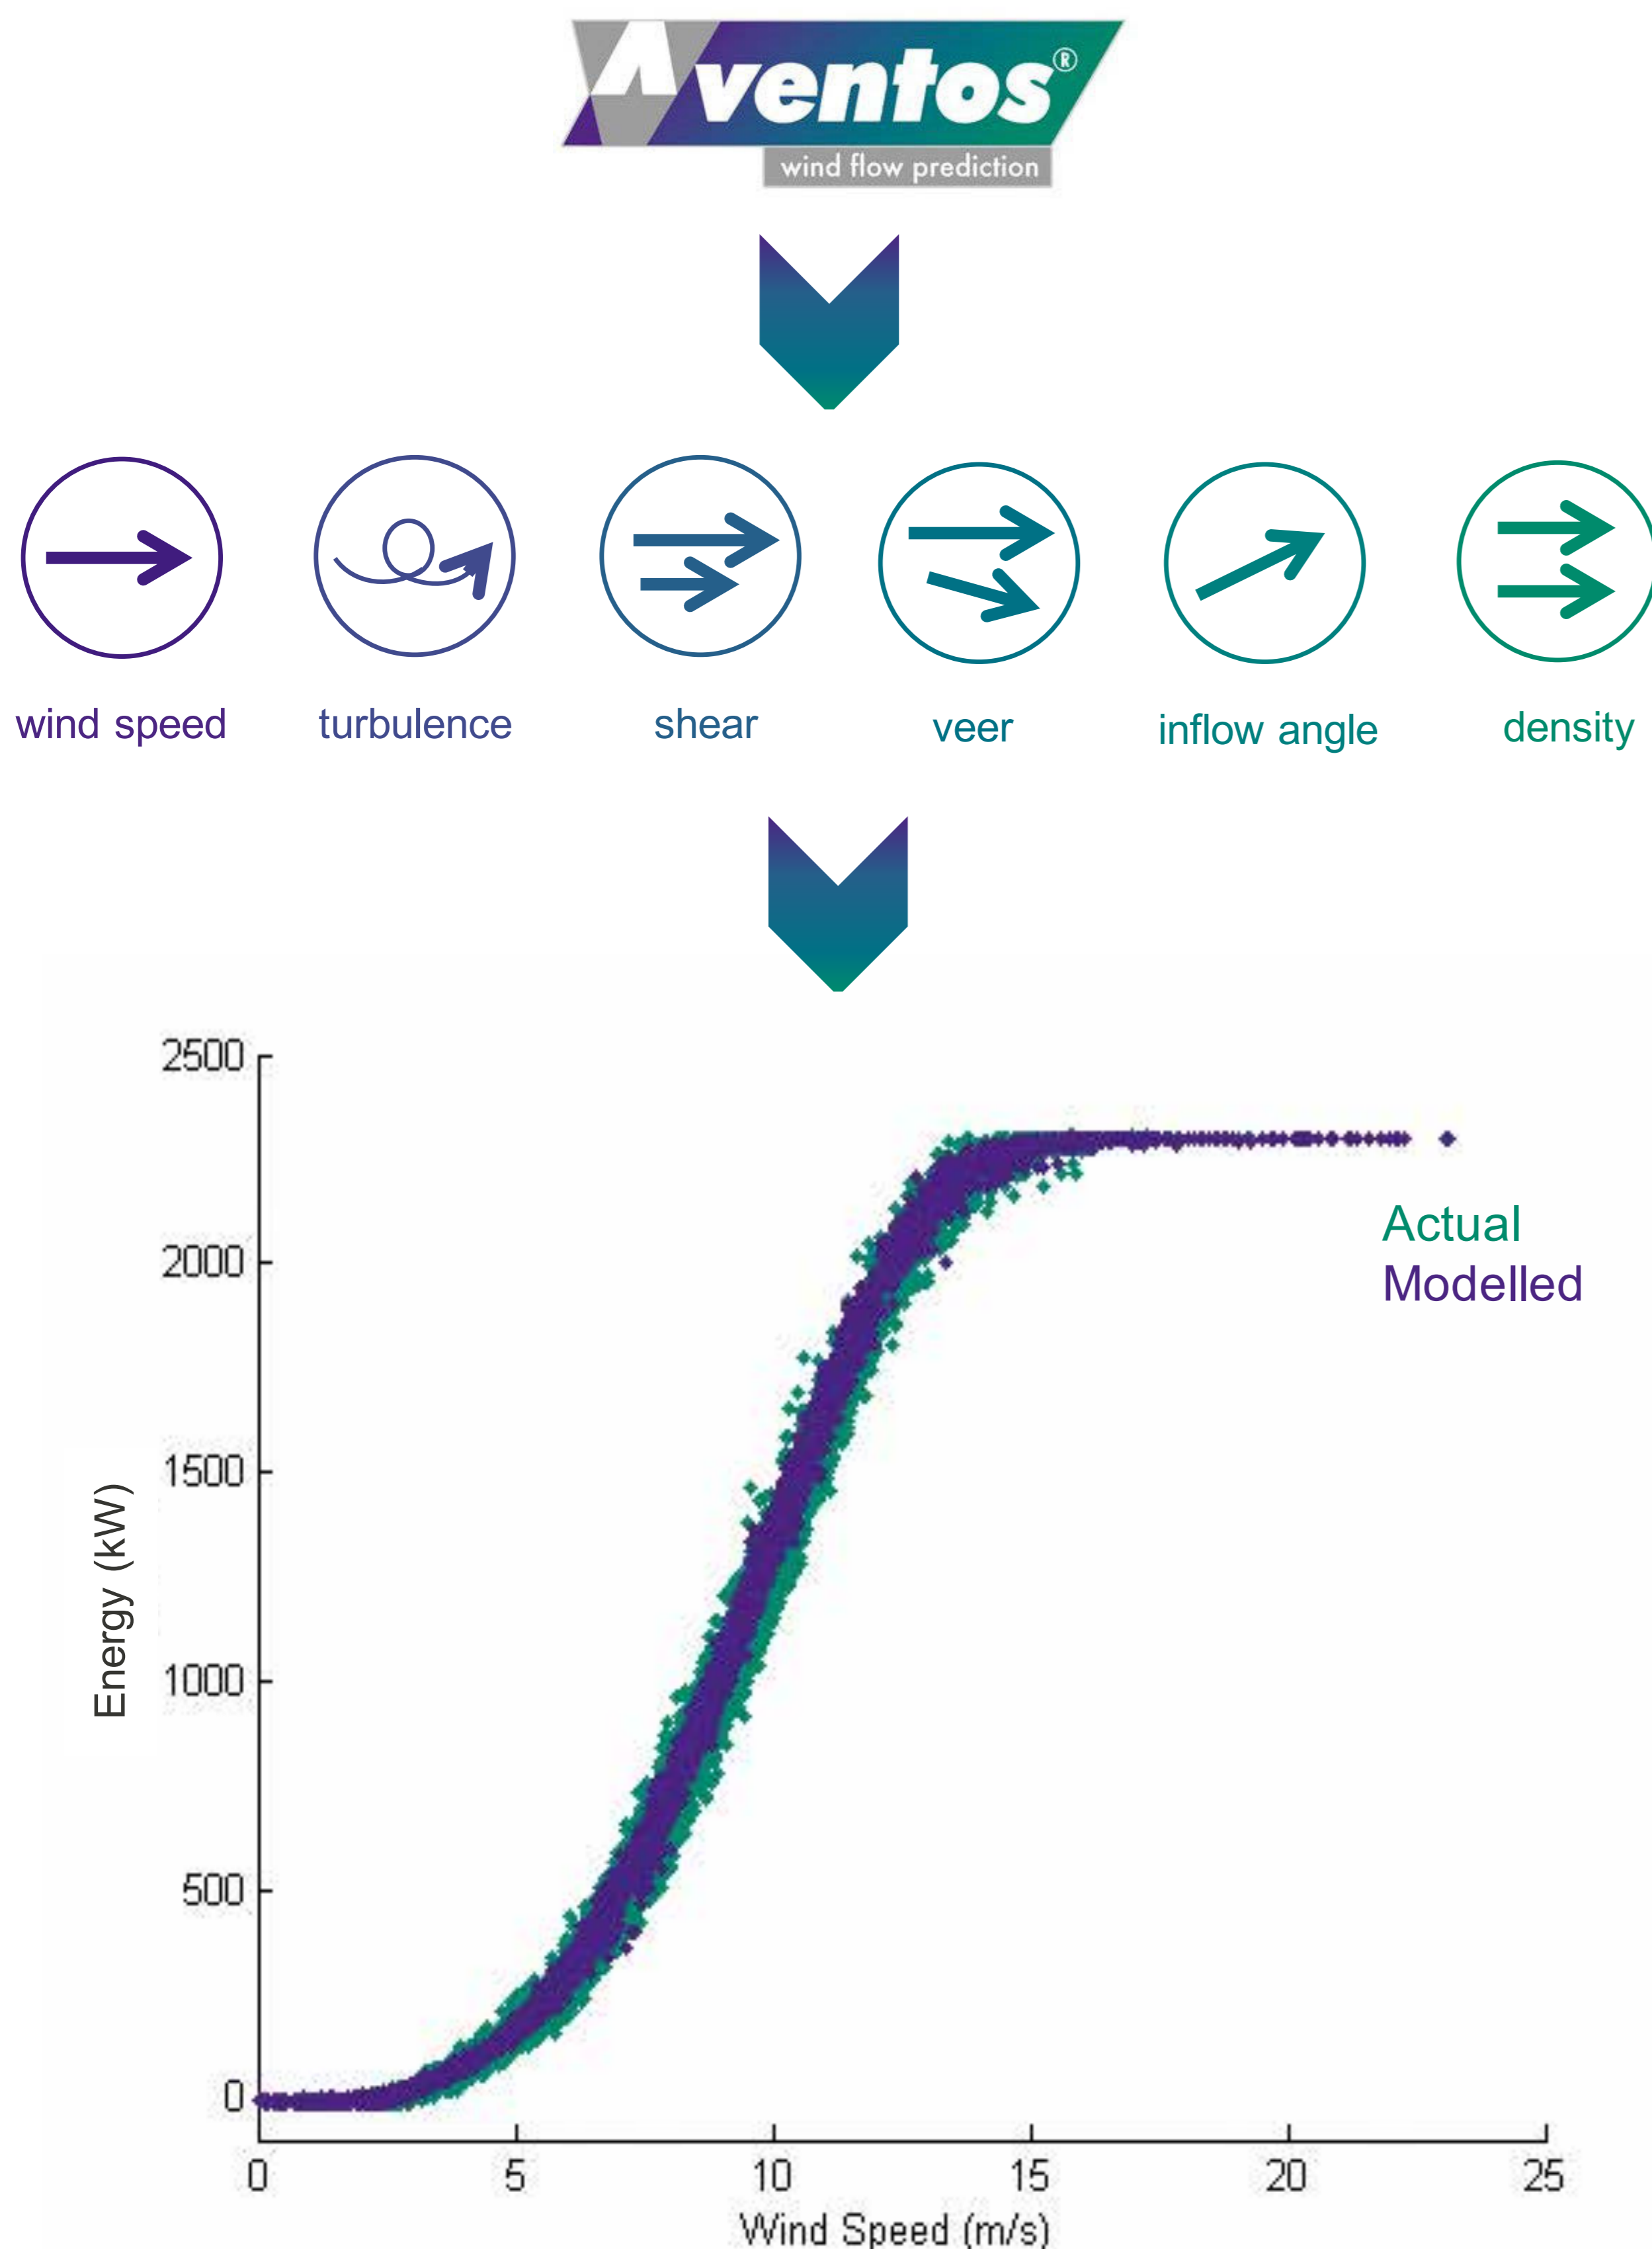 Aventos®
wind flow prediction
wind speed
turbulence
shear
veer
inflow angle
density
2500
2000
1500
1000
500
0
Energy (kW)
Actual
Modelled
0
5
10
15
20
25
Wind Speed (m/s)